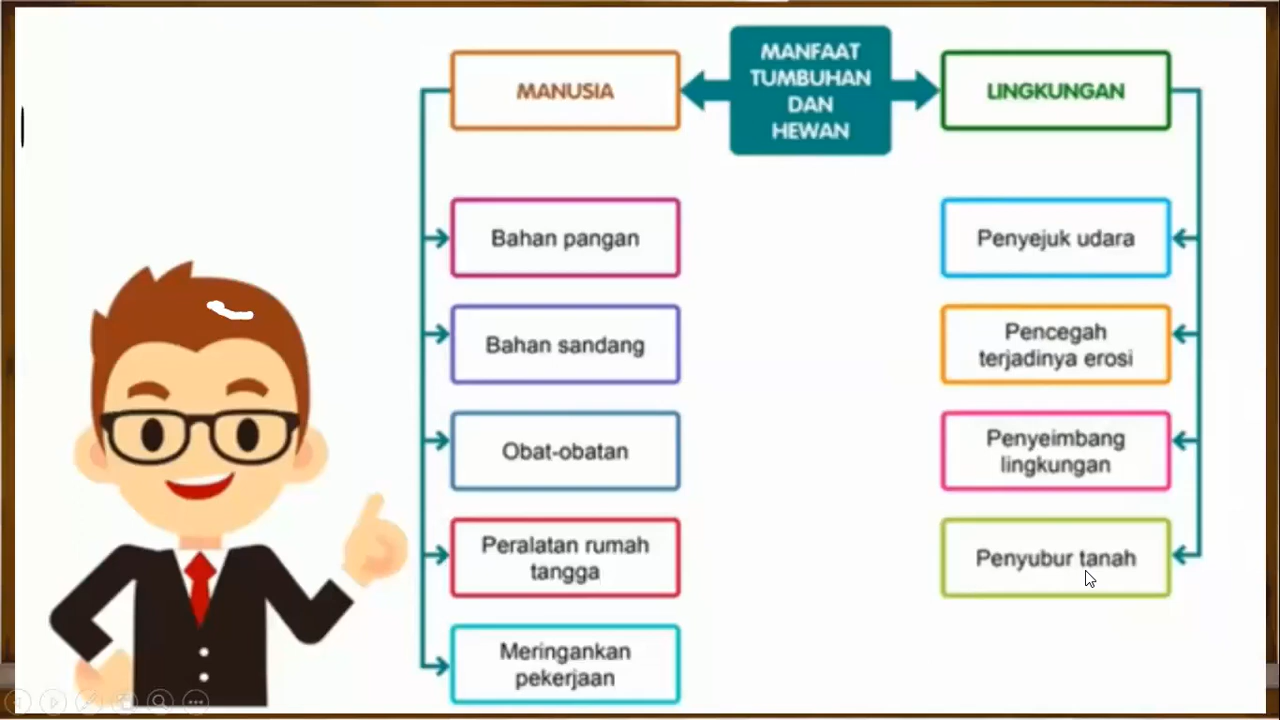 MANFAAT
TUMBUHAN
DAN
HEWAN
MANUSIA
Bahan pangan
Bahan sandang
Obat-obatan
Peralatan rumah
tangga
Meringankan
pekerjaan
LINGKUNGAN
Penyejuk udara
Pencegah
terjadinya erosi
Penyeimbang
lingkungan
Penyubur tanah